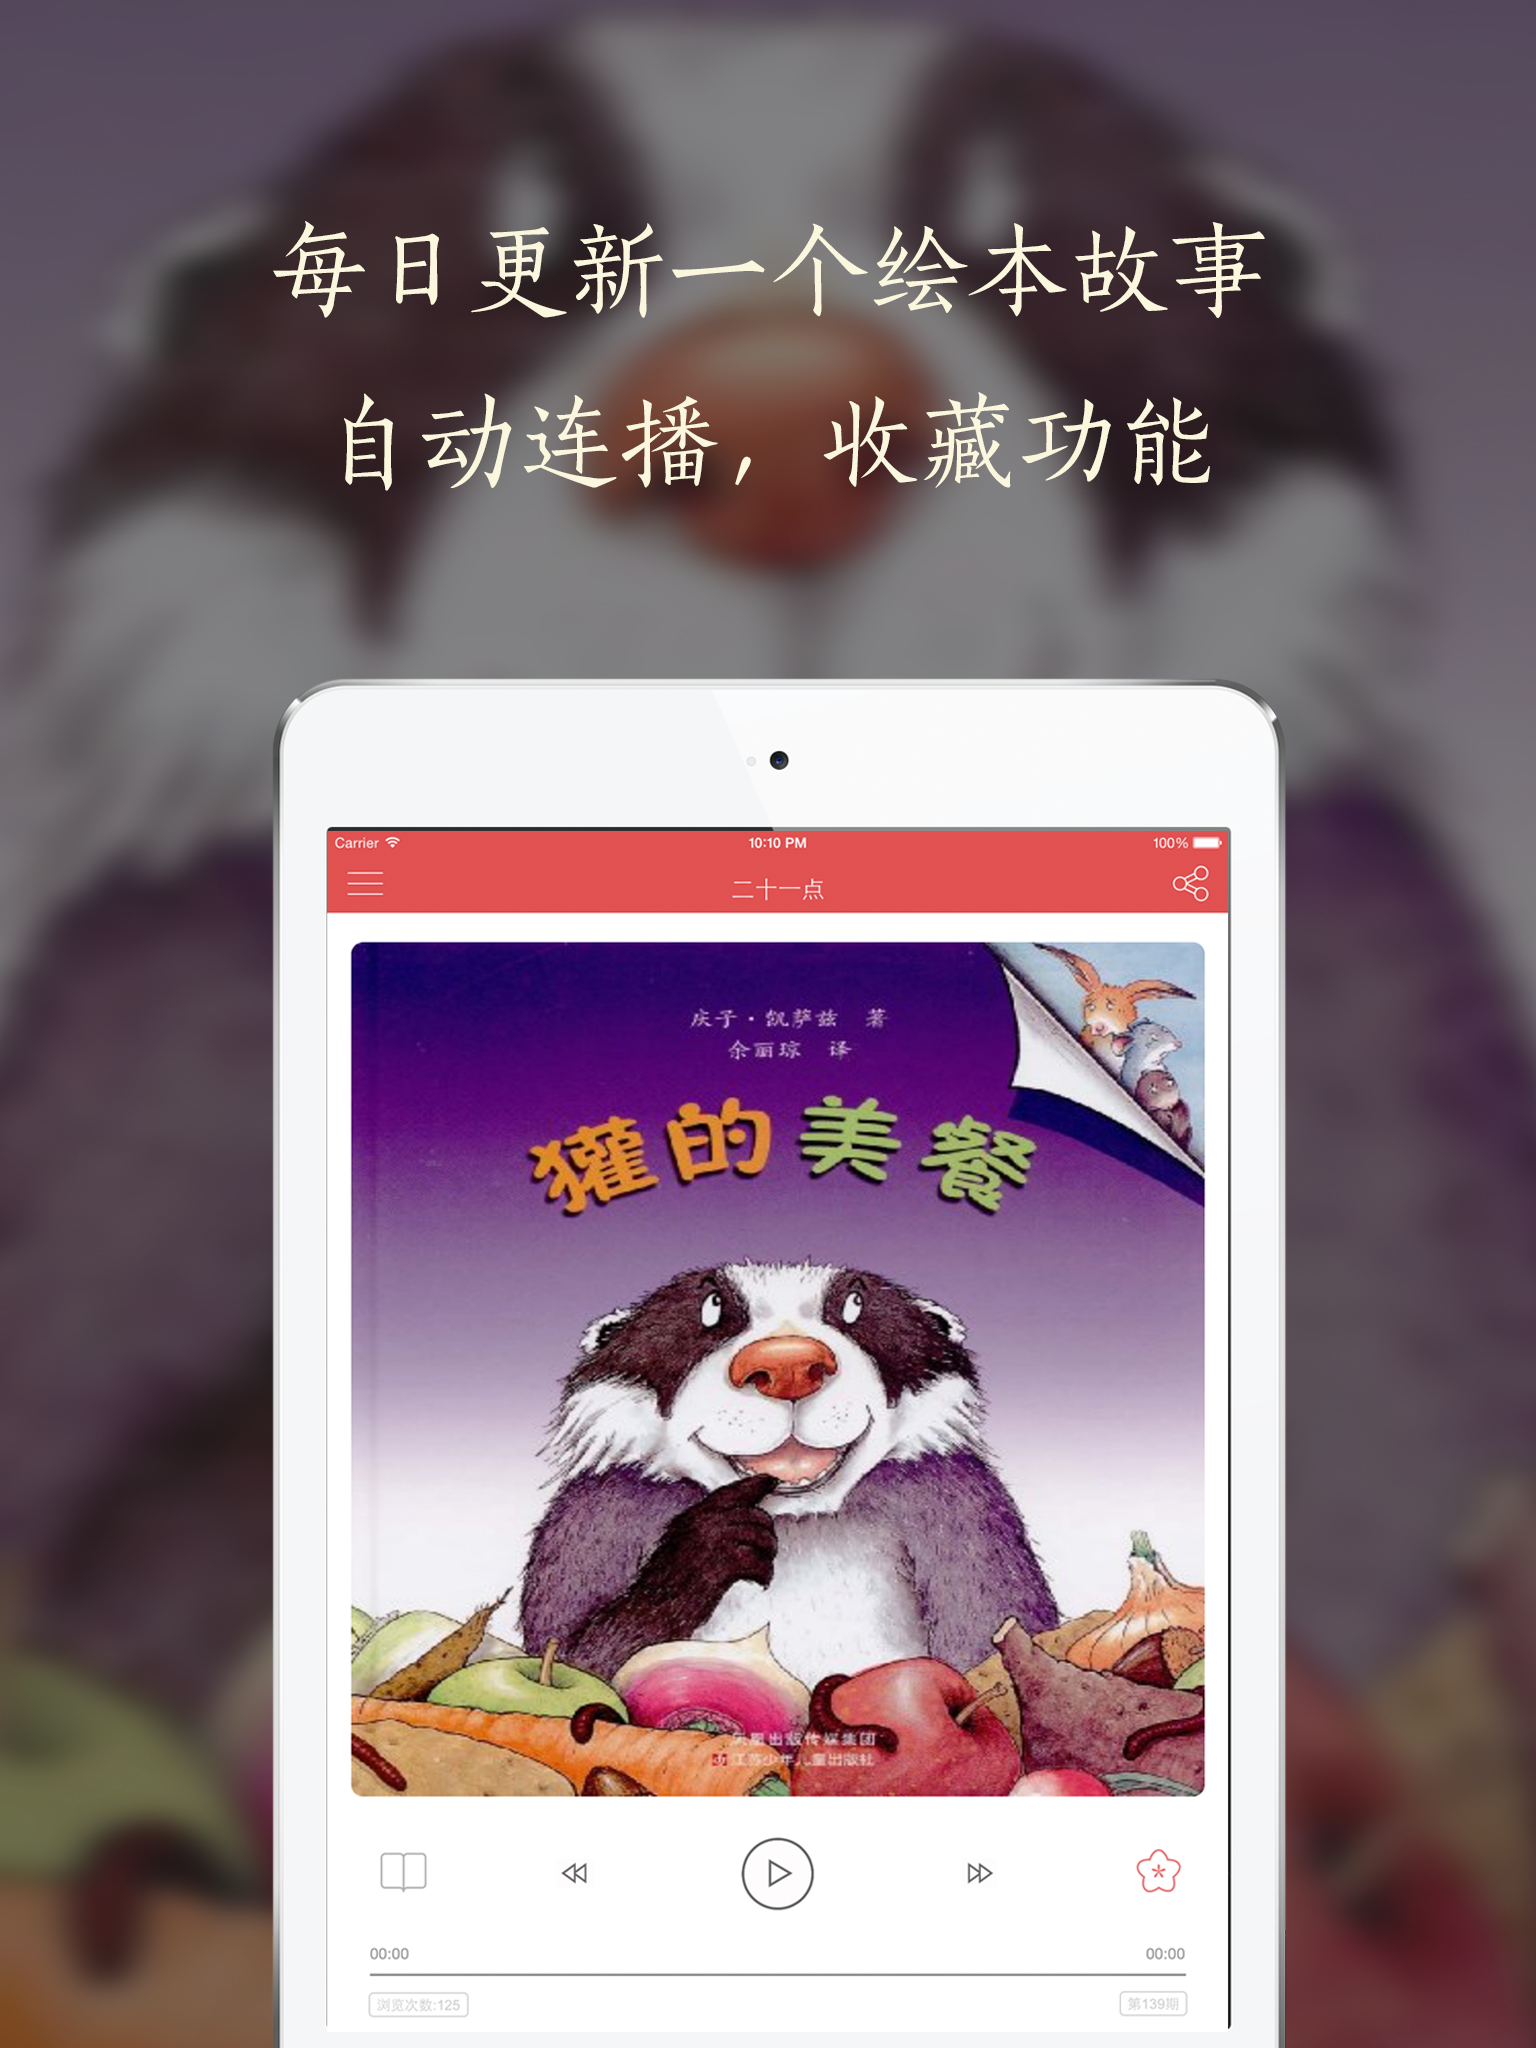 每日更新一个绘本故事
自动连播，收藏功能
Carrier 10:10 PM 100%
二十一点
庆子·凯萨兹 著
余丽琼 译
獾的美餐
凤凰出版传媒集团
江苏少年儿童出版社
00:00 00:00
浏览次数:125 第139期